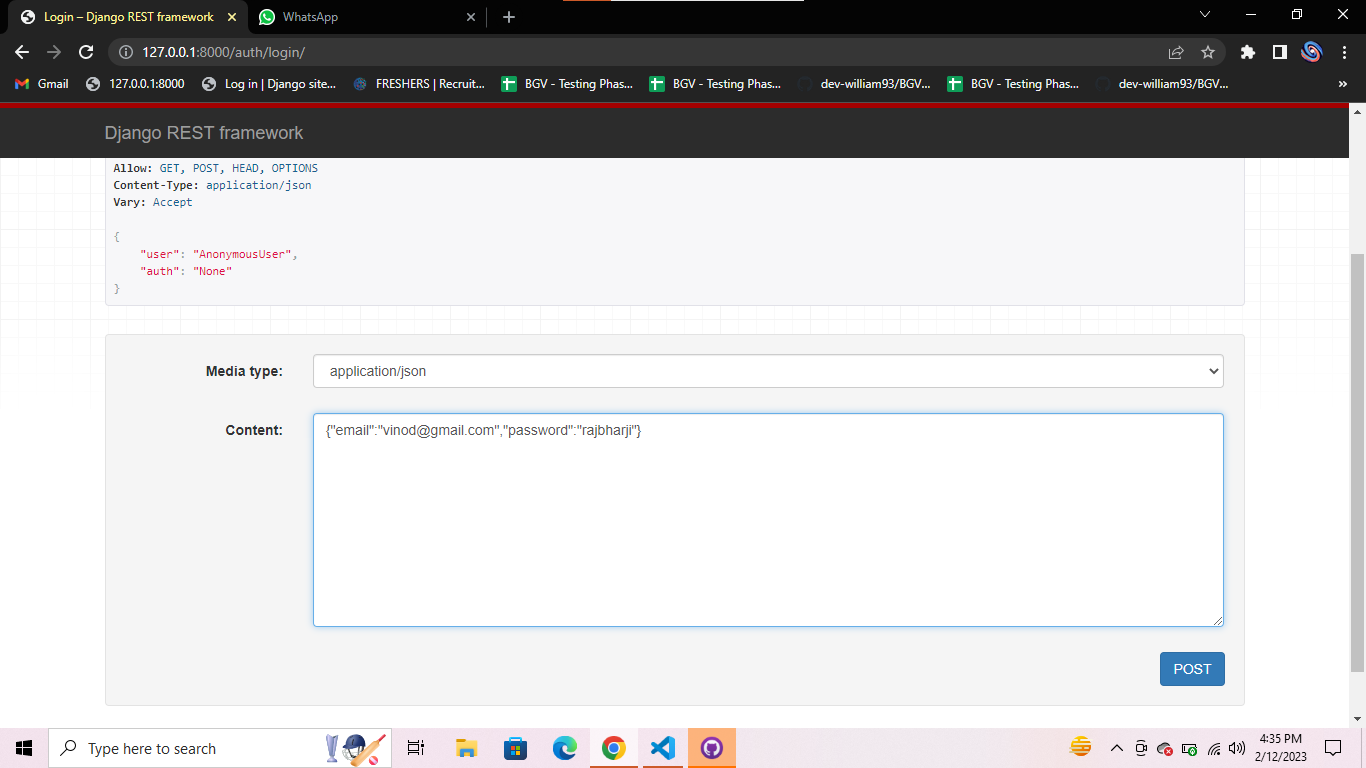 Login – Django REST framework
WhatsApp
127.0.0.1:8000/auth/login/
Gmail
127.0.0.1:8000
Log in | Django site...
FRESHERS | Recruit...
BGV - Testing Phas...
BGV - Testing Phas...
dev-william93/BGV...
BGV - Testing Phas...
dev-william93/BGV...
»
Django REST framework
Allow: GET, POST, HEAD, OPTIONS
Content-Type: application/json
Vary: Accept
{
"user": "AnonymousUser",
"auth": "None"
}
Media type:
application/json
Content:
{"email":"vinod@gmail.com","password":"rajbharji"}
POST
Type here to search
4:35 PM
2/12/2023